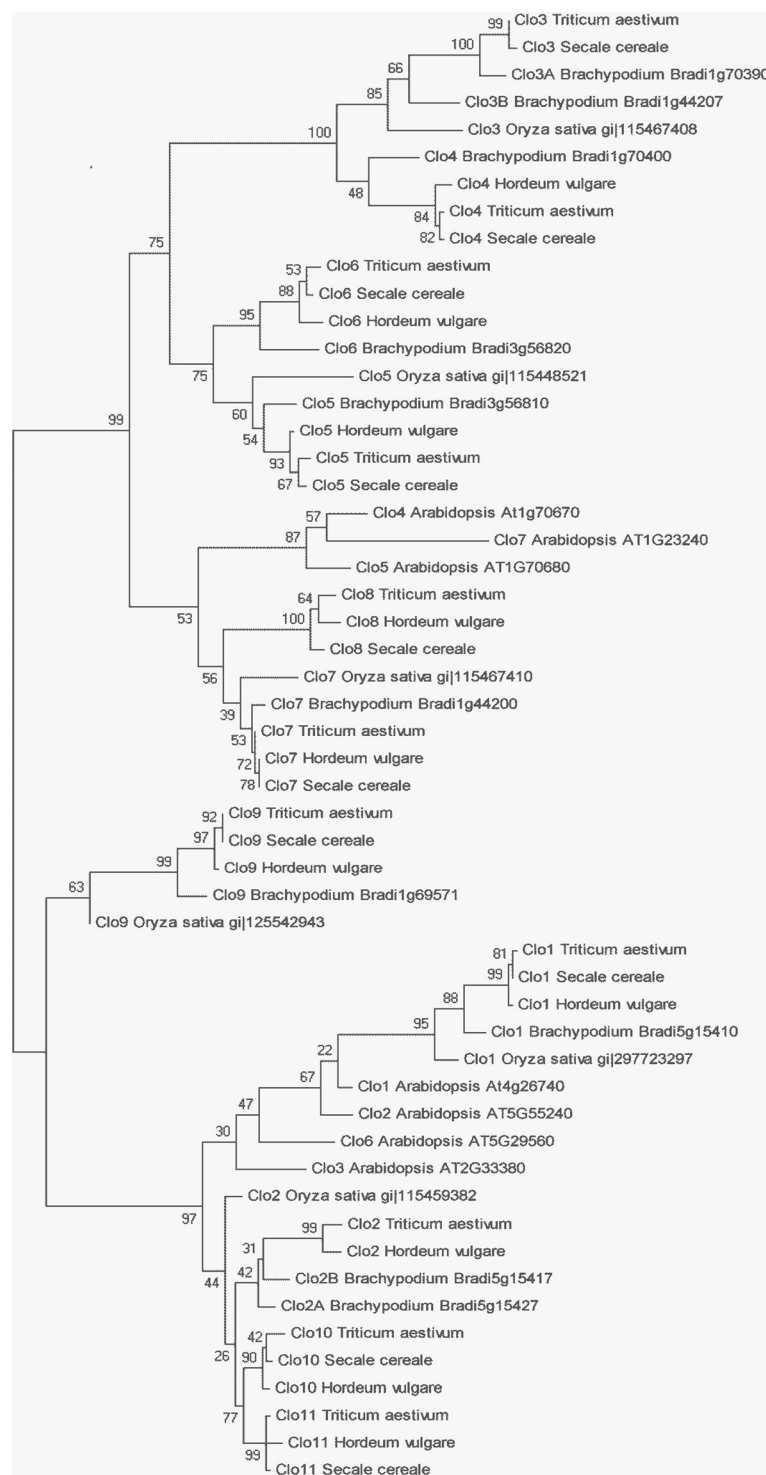 99 Clo3 Triticum aestivum
Clo3 Secale cereale
100
Clo3A Brachypodium Bradi1g70390
66
Clo3B Brachypodium Bradi1g44207
85
Clo3 Oryza sativa gi|115467408
100
Clo4 Brachypodium Bradi1g70400
48
Clo4 Hordeum vulgare
84 Clo4 Triticum aestivum
82 Clo4 Secale cereale
75
53 Clo6 Triticum aestivum
88 Clo6 Secale cereale
95 Clo6 Hordeum vulgare
Clo6 Brachypodium Bradi3g56820
75
Clo5 Oryza sativa gi|115448521
60
Clo5 Brachypodium Bradi3g56810
99
54 Clo5 Hordeum vulgare
93 Clo5 Triticum aestivum
67 Clo5 Secale cereale
57 Clo4 Arabidopsis At1g70670
87 Clo7 Arabidopsis AT1G23240
Clo5 Arabidopsis AT1G70680
53
64 Clo8 Triticum aestivum
100 Clo8 Hordeum vulgare
Clo8 Secale cereale
56
Clo7 Oryza sativa gi|115467410
39 Clo7 Brachypodium Bradi1g44200
53 Clo7 Triticum aestivum
72 Clo7 Hordeum vulgare
78 Clo7 Secale cereale
92 Clo9 Triticum aestivum
97 Clo9 Secale cereale
99 Clo9 Hordeum vulgare
63 Clo9 Brachypodium Bradi1g69571
Clo9 Oryza sativa gi|125542943
81 Clo1 Triticum aestivum
99 Clo1 Secale cereale
88 Clo1 Hordeum vulgare
95 Clo1 Brachypodium Bradi5g15410
22 Clo1 Oryza sativa gi|297723297
67 Clo1 Arabidopsis At4g26740
47 Clo2 Arabidopsis AT5G55240
30 Clo6 Arabidopsis AT5G29560
Clo3 Arabidopsis AT2G33380
97 Clo2 Oryza sativa gi|115459382
99 Clo2 Triticum aestivum
31 Clo2 Hordeum vulgare
44 42 Clo2B Brachypodium Bradi5g15417
Clo2A Brachypodium Bradi5g15427
42 Clo10 Triticum aestivum
26 90 Clo10 Secale cereale
Clo10 Hordeum vulgare
77 Clo11 Triticum aestivum
Clo11 Hordeum vulgare
99 Clo11 Secale cereale